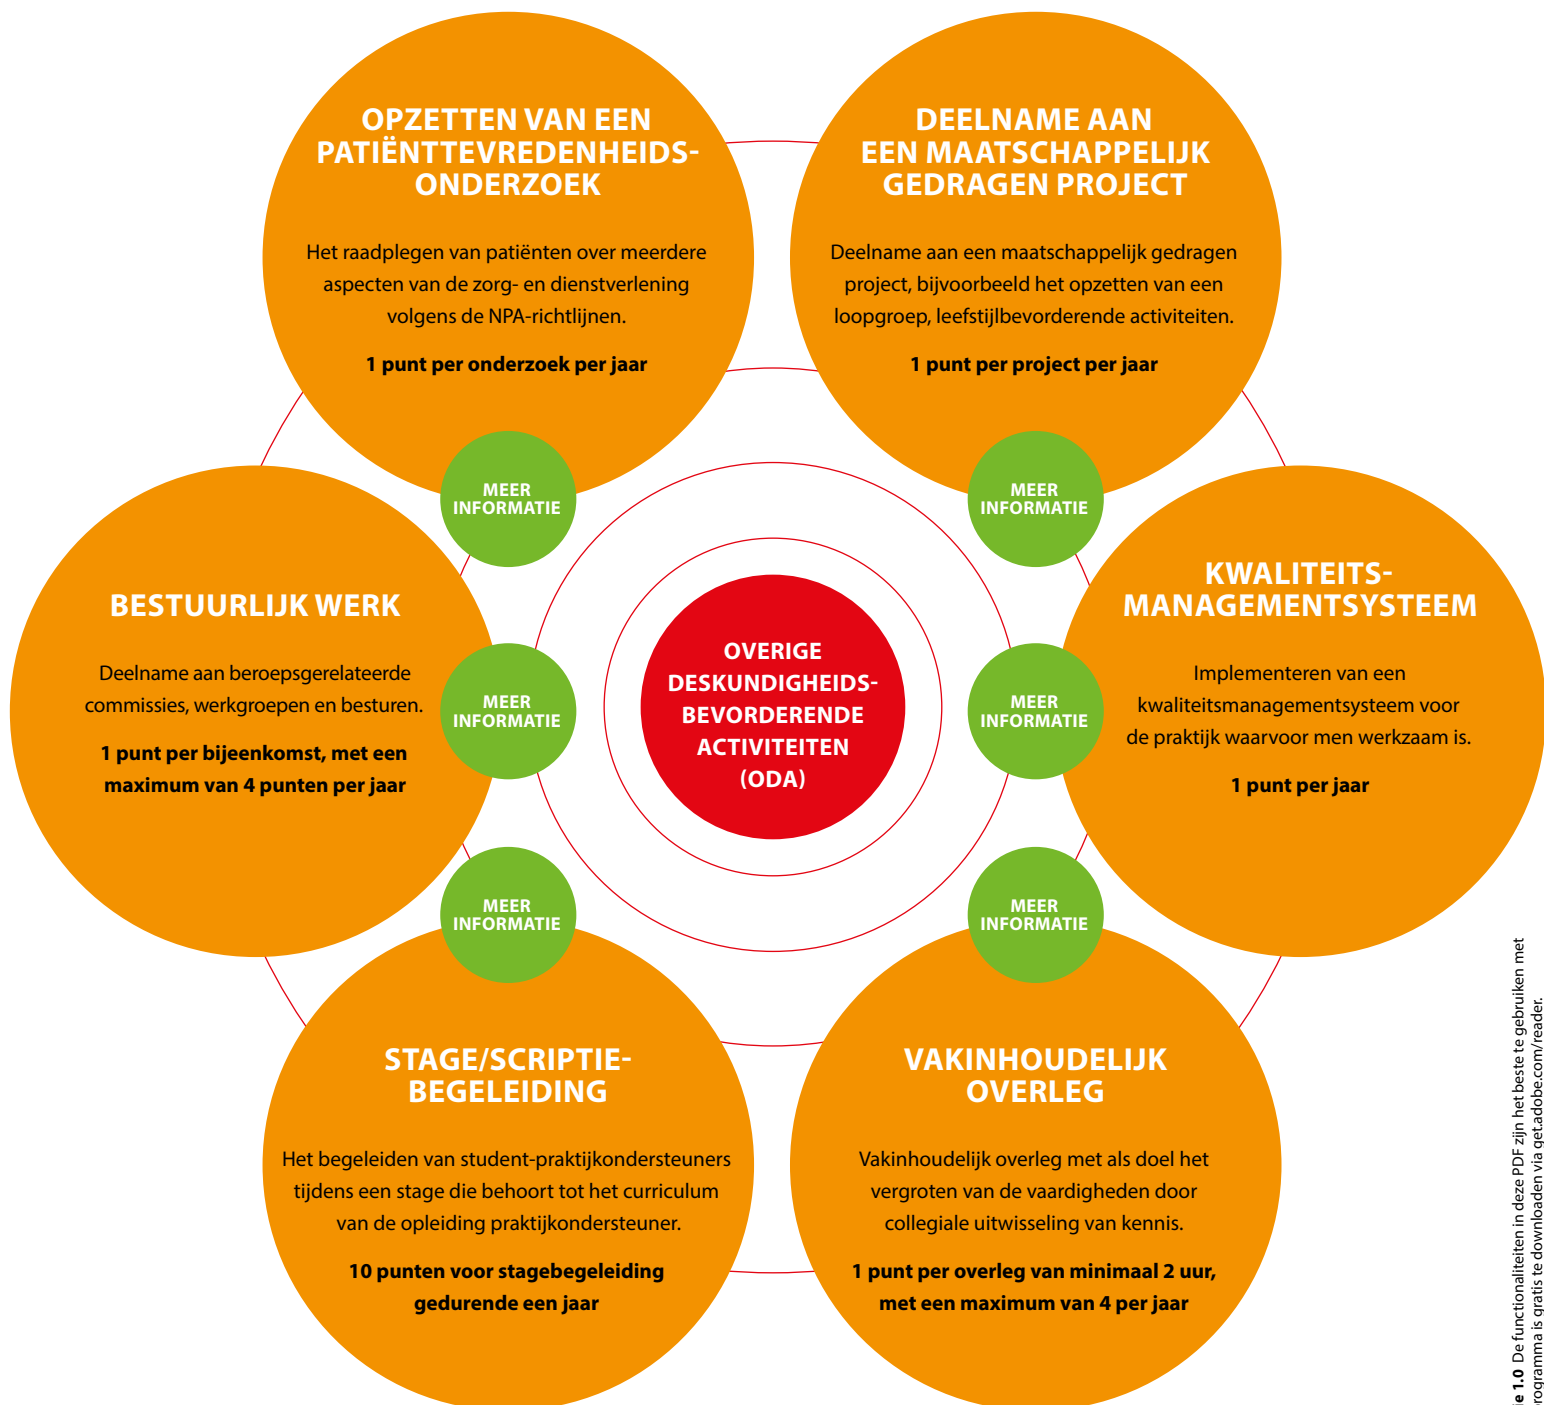 OPZETTEN VAN EEN
PATIËNTTEVREDENHEIDS-
ONDERZOEK
Het raadplegen van patiënten over meerdere
aspecten van de zorg- en dienstverlening
volgens de NPA-richtlijnen.
1 punt per onderzoek per jaar
MEER
INFORMATIE
DEELNAME AAN
EEN MAATSCHAPPELIJK
GEDRAGEN PROJECT
Deelname aan een maatschappelijk gedragen
project, bijvoorbeeld het opzetten van een
loopgroep, leefstijlbevorderende activiteiten.
1 punt per project per jaar
MEER
INFORMATIE
BESTUURLIJK WERK
Deelname aan beroepsgerelateerde
commissies, werkgroepen en besturen.
1 punt per bijeenkomst, met een
maximum van 4 punten per jaar
MEER
INFORMATIE
OVERIGE
DESKUNDIGHEIDS-
BEVORDERENDE
ACTIVITEITEN
(ODA)
KWALITEITS-
MANAGEMENTSYSTEEM
Implementeren van een
kwaliteitsmanagementsysteem voor
de praktijk waarvoor men werkzaam is.
1 punt per jaar
MEER
INFORMATIE
MEER
INFORMATIE
STAGE/SCRIPTIE-
BEGELEIDING
Het begeleiden van student-praktijkondersteuners
tijdens een stage die behoort tot het curriculum
van de opleiding praktijkondersteuner.
10 punten voor stagebegeleiding
gedurende een jaar
MEER
INFORMATIE
VAKINHOUDELIJK
OVERLEG
Vakinhoudelijk overleg met als doel het
vergroten van de vaardigheden door
collegiale uitwisseling van kennis.
1 punt per overleg van minimaal 2 uur,
met een maximum van 4 per jaar
1.0 De functionaliteiten in deze PDF zijn het beste te gebruiken met
is gratis te downloaden via get.adobe.com/reader.